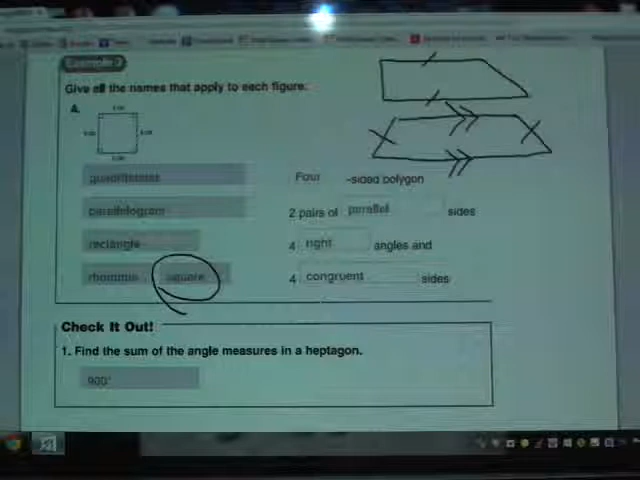 Example 2
Give all the names that apply to each figure.
A.
quadrilateral
Four -sided polygon
parallelogram
2 pairs of parallel sides
rectangle
4 right angles and
rhombus square
4 congruent sides
Check It Out!
1. Find the sum of the angle measures in a heptagon.
900°